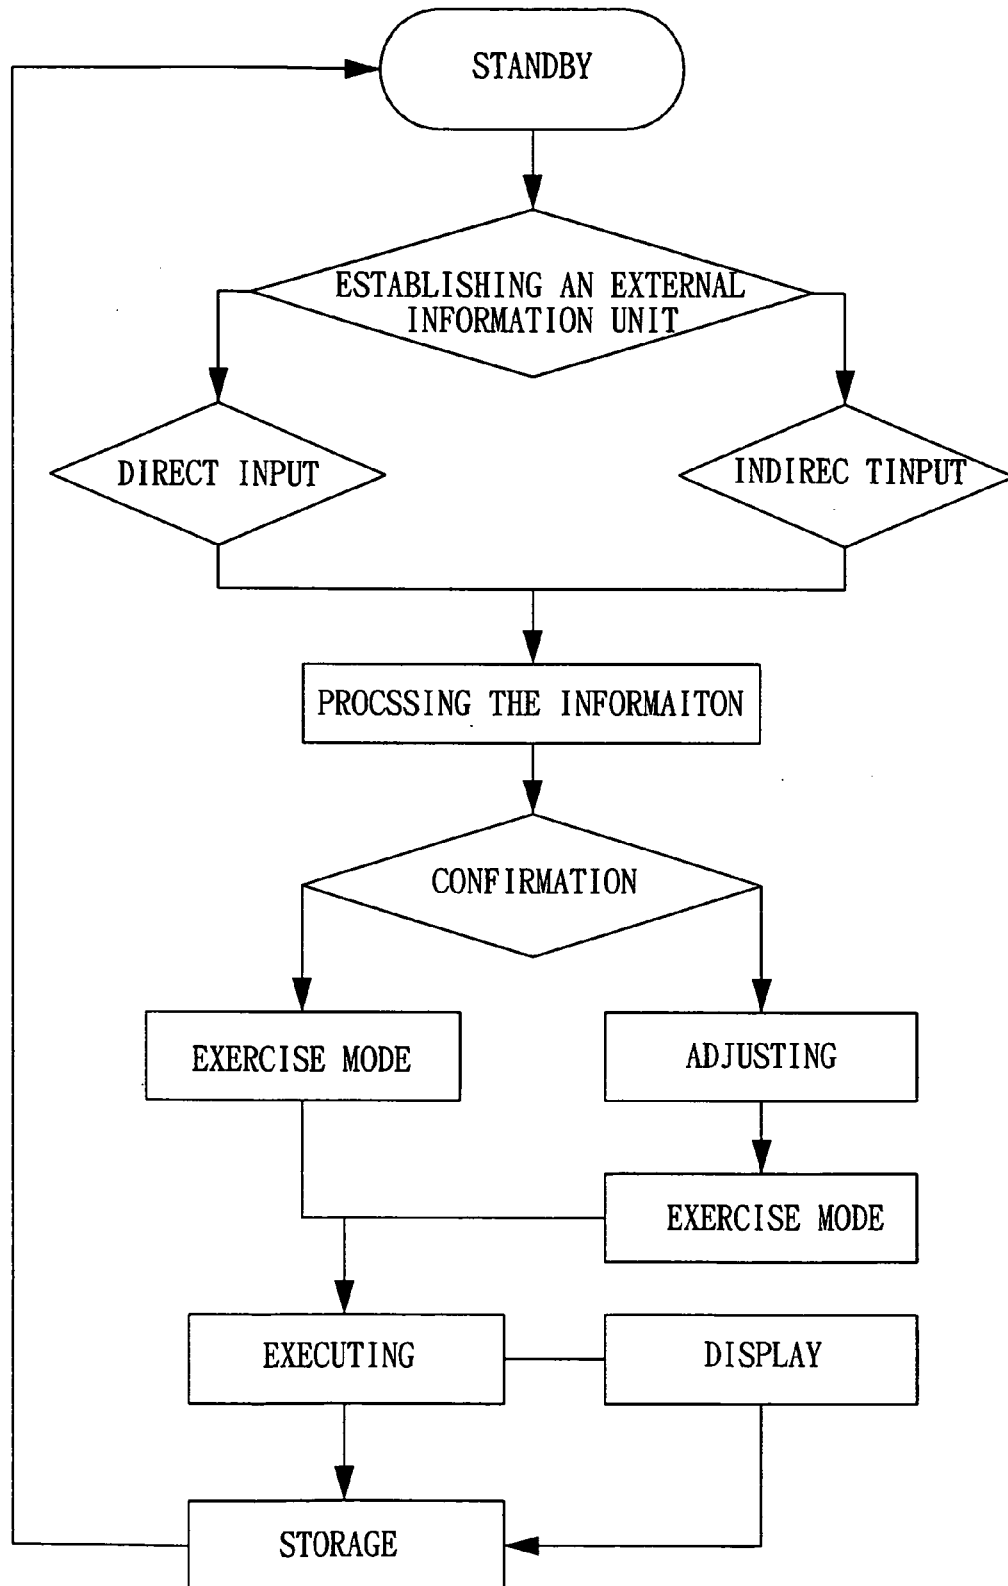 STANDBY
ESTABLISHING AN EXTERNAL
INFORMATION UNIT
DIRECT INPUT
INDIREC TINPUT
PROCSSING THE INFORMAITON
CONFIRMATION
EXERCISE MODE
ADJUSTING
EXERCISE MODE
EXECUTING
DISPLAY
STORAGE